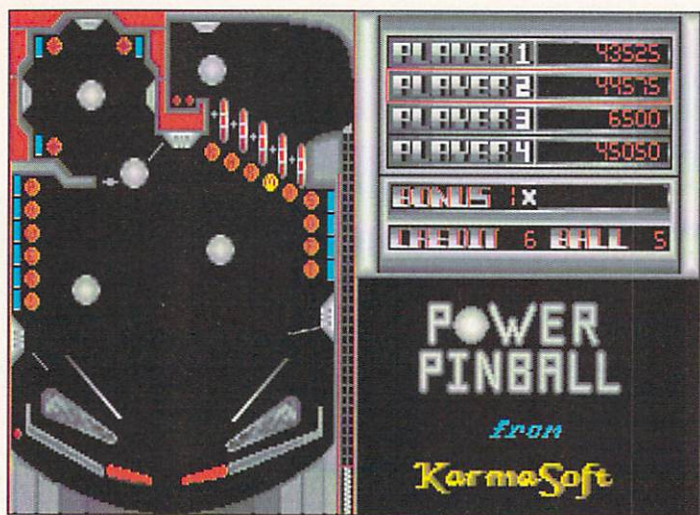 PLAYER 1 43525
PLAYER 2 44575
PLAYER 3 6500
PLAYER 4 45050
BONUS 1X
CREDIT 6 BALL 5
POWER
PINBALL
from
KarmaSoft